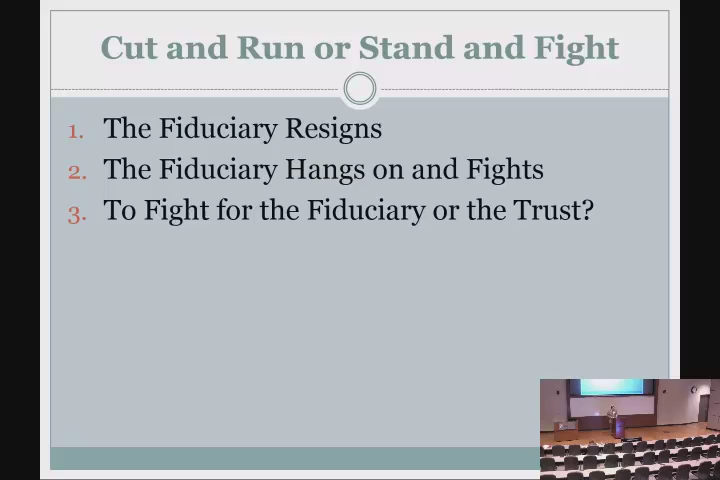 Cut and Run or Stand and Fight
1. The Fiduciary Resigns
2. The Fiduciary Hangs on and Fights
3. To Fight for the Fiduciary or the Trust?